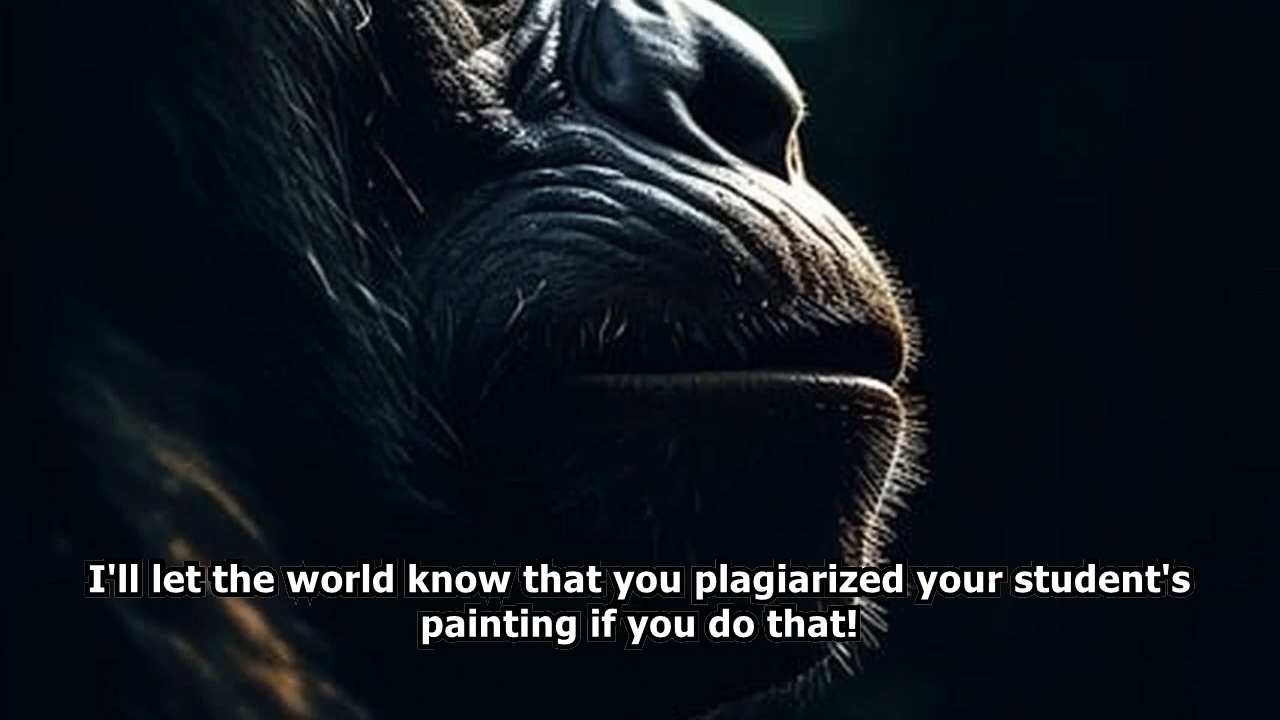 I'll let the world know that you plagiarized your student's
painting if you do that!